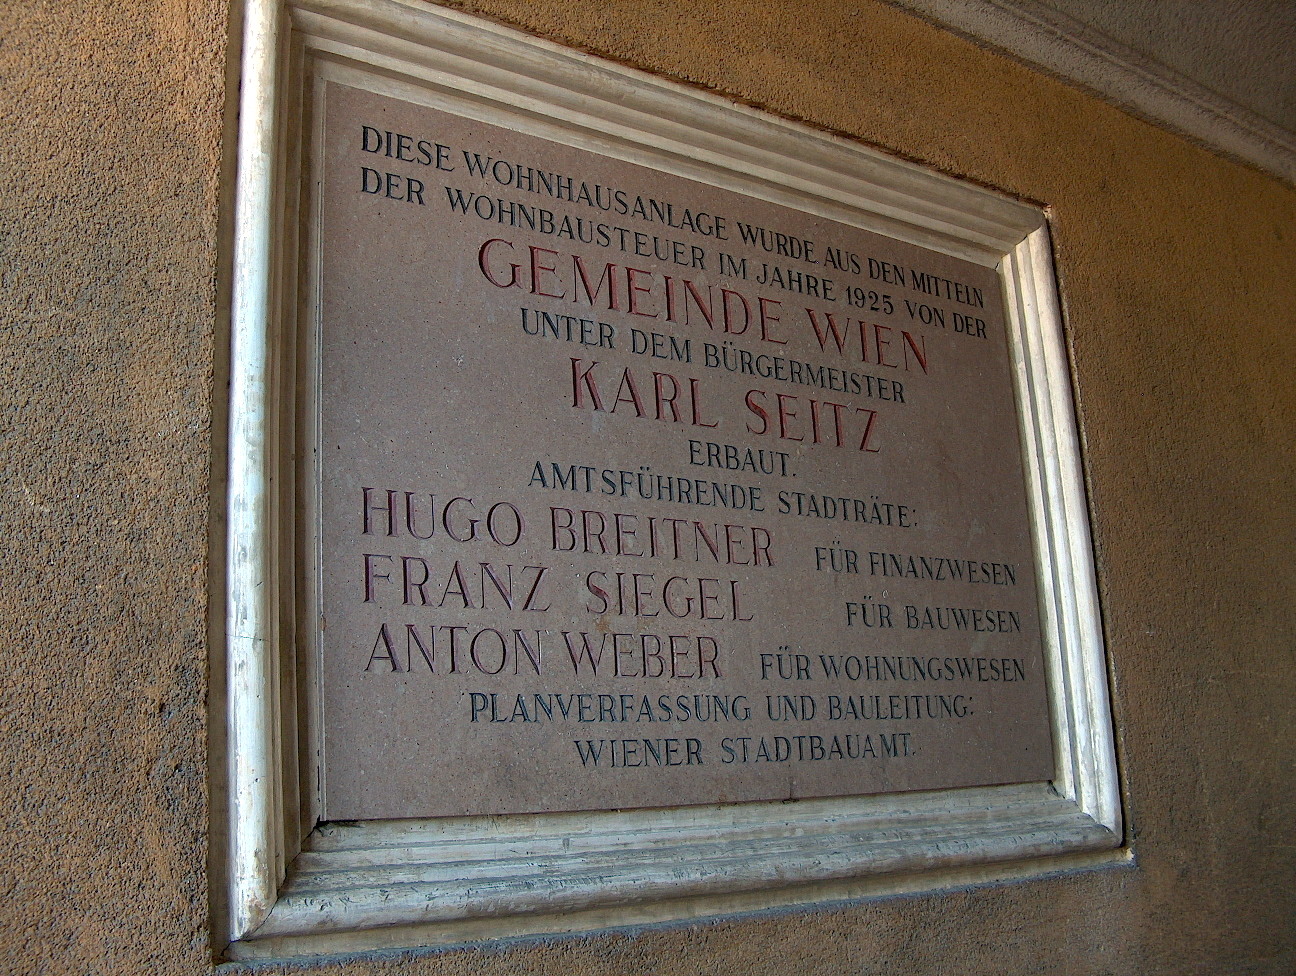 DIESE WOHNHAUSANLAGE WURDE AUS DEN MITTELN
DER WOHNBAUSTEUER IM JAHRE 1925 VON DER
GEMEINDE WIEN
UNTER DEM BÜRGERMEISTER
KARL SEITZ
ERBAUT.
AMTSFÜHRENDE STADTRÄTE:
HUGO BREITNER FÜR FINANZWESEN
FRANZ SIEGEL FÜR BAUWESEN
ANTON WEBER FÜR WOHNUNGSWESEN
PLANVERFASSUNG UND BAULEITUNG:
WIENER STADTBAUAMT.